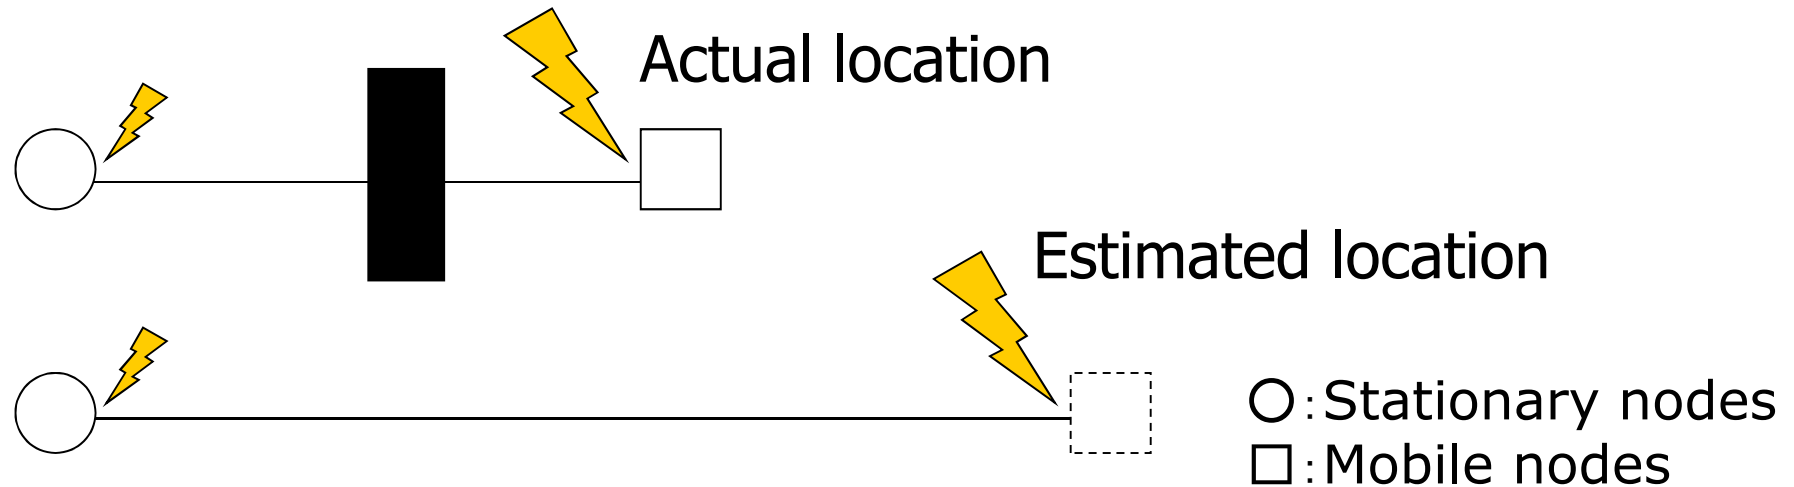 Actual location
Estimated location
: Stationary nodes
: Mobile nodes